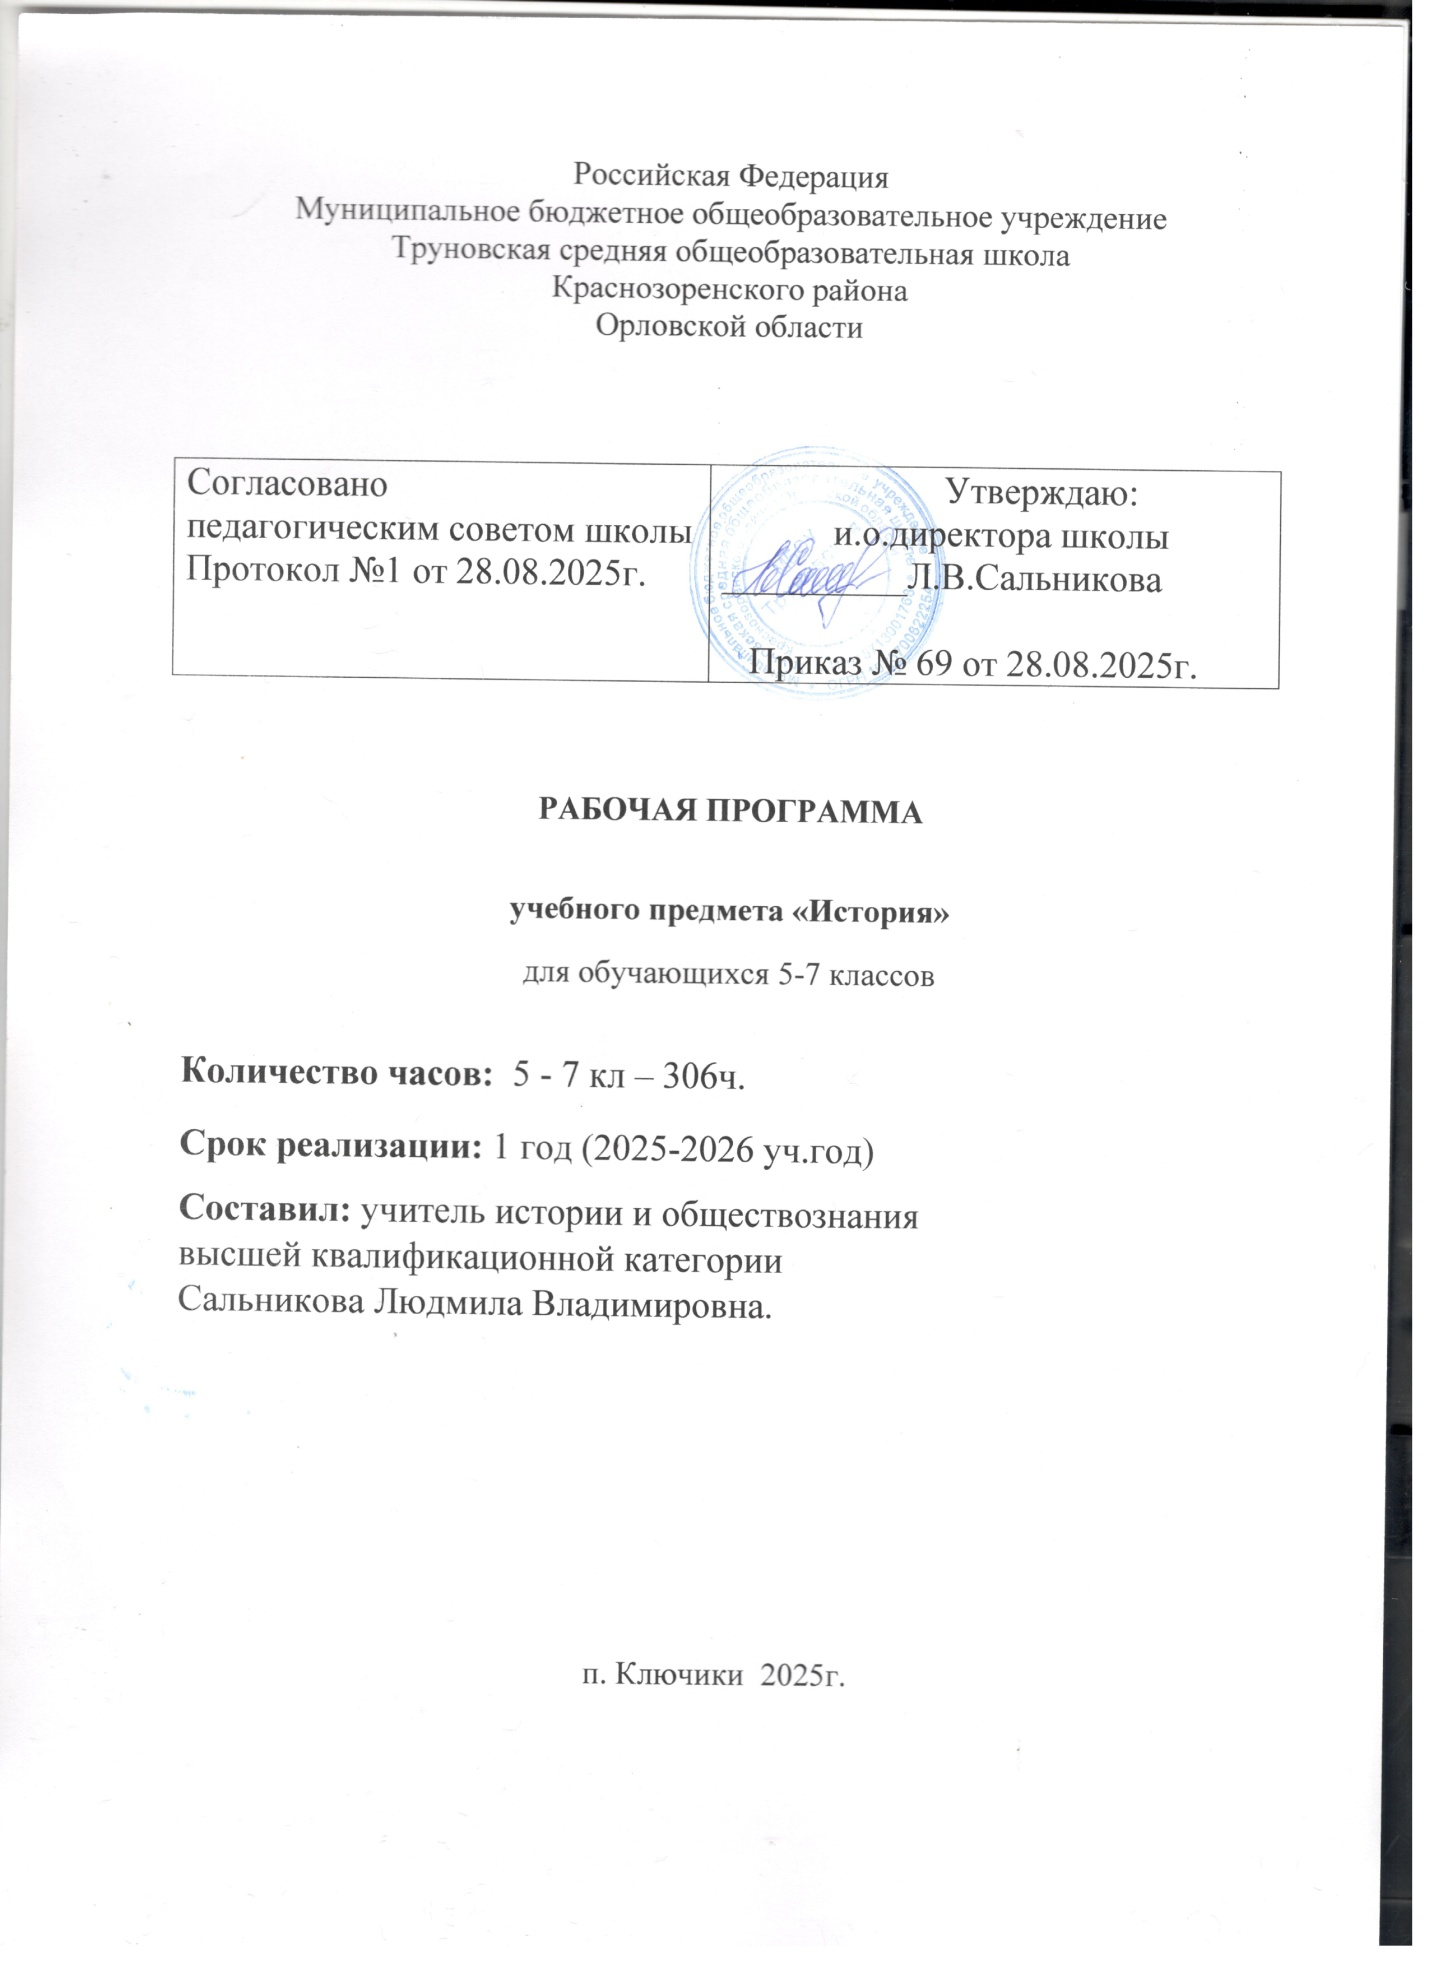 Российская Федерация
Муниципальное бюджетное общеобразовательное учреждение
Труновская средняя общеобразовательная школа
Краснозоренского района
Орловской области
Согласовано
педагогическим советом школы
Протокол №1 от 28.08.2025г.
Утверждаю:
и.о.директора школы
__________Л.В.Сальникова
Приказ № 69 от 28.08.2025г.
РАБОЧАЯ ПРОГРАММА
учебного предмета «История»
для обучающихся 5-7 классов
Количество часов: 5 - 7 кл – 306ч.
Срок реализации: 1 год (2025-2026 уч.год)
Составил: учитель истории и обществознания
высшей квалификационной категории
Сальникова Людмила Владимировна.
п. Ключики 2025г.